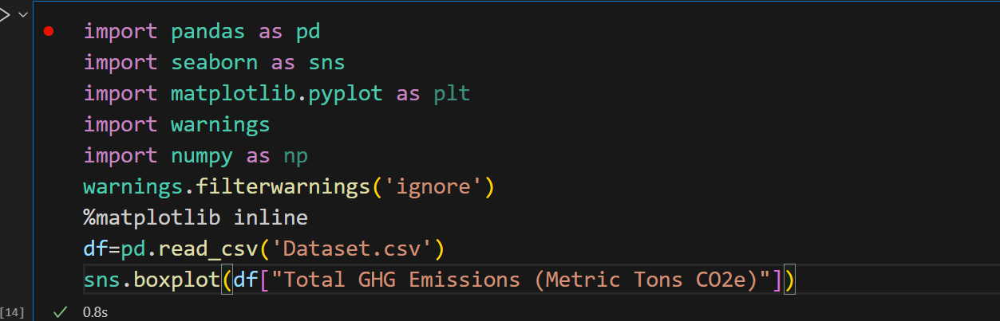 import pandas as pd
import seaborn as sns
import matplotlib.pyplot as plt
import warnings
import numpy as np
warnings.filterwarnings('ignore')
%matplotlib inline
df=pd.read_csv('Dataset.csv')
sns.boxplot(df["Total GHG Emissions (Metric Tons CO2e)"])
[14] ✓ 0.8s